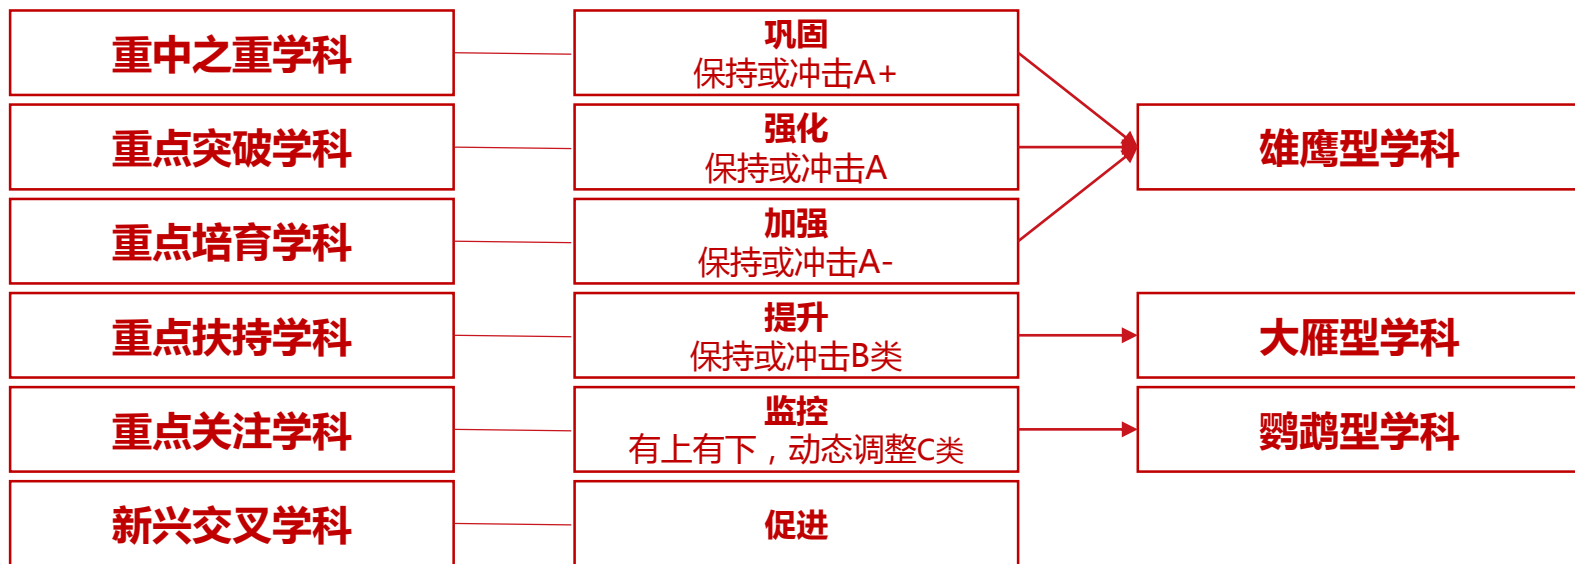 重中之重学科
巩固
保持或冲击A+
重点突破学科
强化
保持或冲击A
雄鹰型学科
重点培育学科
加强
保持或冲击A-
重点扶持学科
提升
保持或冲击B类
大雁型学科
重点关注学科
监控
有上有下，动态调整C类
鹦鹉型学科
新兴交叉学科
促进